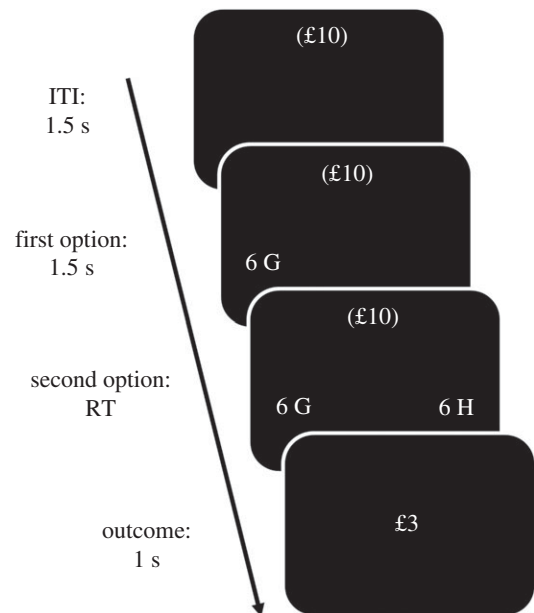 (£10)
ITI:
1.5 s
(£10)
first option:
1.5 s
6 G
(£10)
second option:
RT
6 G 6 H
outcome:
1 s
£3